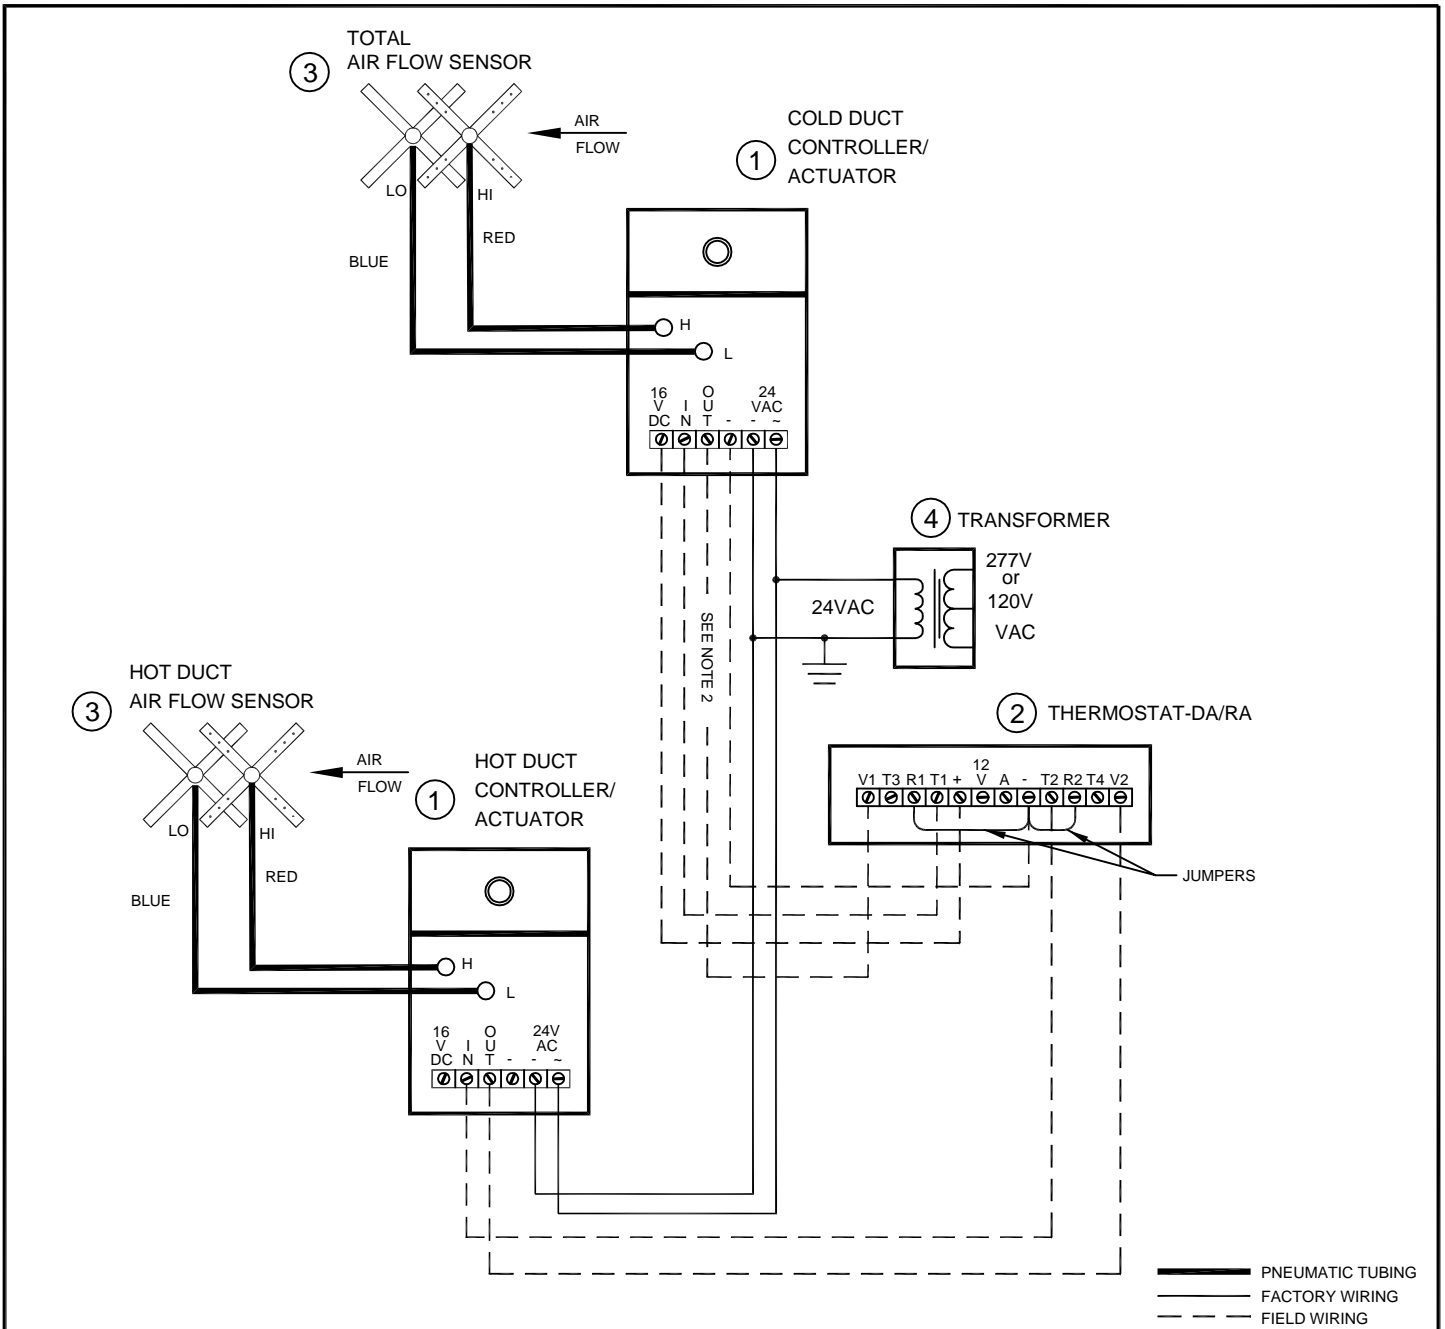 TOTAL
3 AIR FLOW SENSOR
AIR
FLOW
LO
HI
RED
BLUE
COLD DUCT
1 CONTROLLER/
ACTUATOR
H
L
16 O 24
V I U VAC
DC N T - - ~
4 TRANSFORMER
277V
or
120V
VAC
24VAC
SEE NOTE 2
HOT DUCT
3 AIR FLOW SENSOR
AIR
FLOW
LO
HI
RED
BLUE
HOT DUCT
1 CONTROLLER/
ACTUATOR
H
L
16 O 24V
V I U AC
DC N T - - ~
2 THERMOSTAT-DA/RA
12
V1 T3 R1 T1 + V A - T2 R2 T4 V2
JUMPERS
PNEUMATIC TUBING
FACTORY WIRING
FIELD WIRING